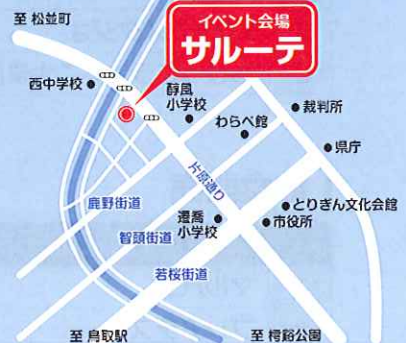 至 松並町
イベント会場
サルーテ
西中学校
醇風
小学校
わらべ館
裁判所
県庁
片原通り
鹿野街道
とりぎん文化会館
遷喬
小学校
市役所
智頭街道
若桜街道
至 鳥取駅
至 樗谿公園